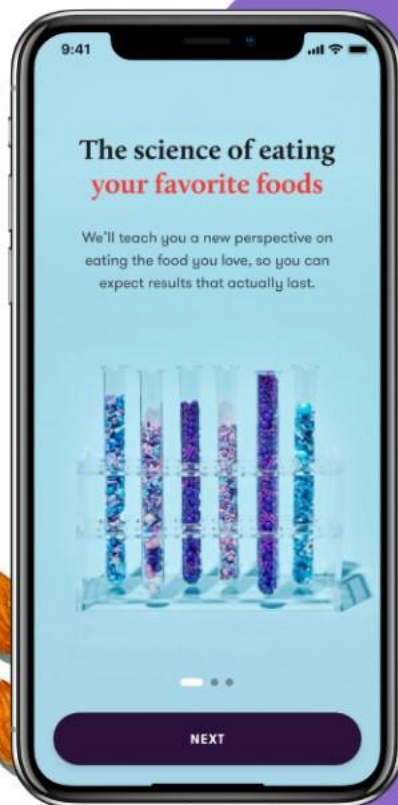 9:41
The science of eating
your favorite foods
We'll teach you a new perspective on
eating the food you love, so you can
expect results that actually last.
NEXT